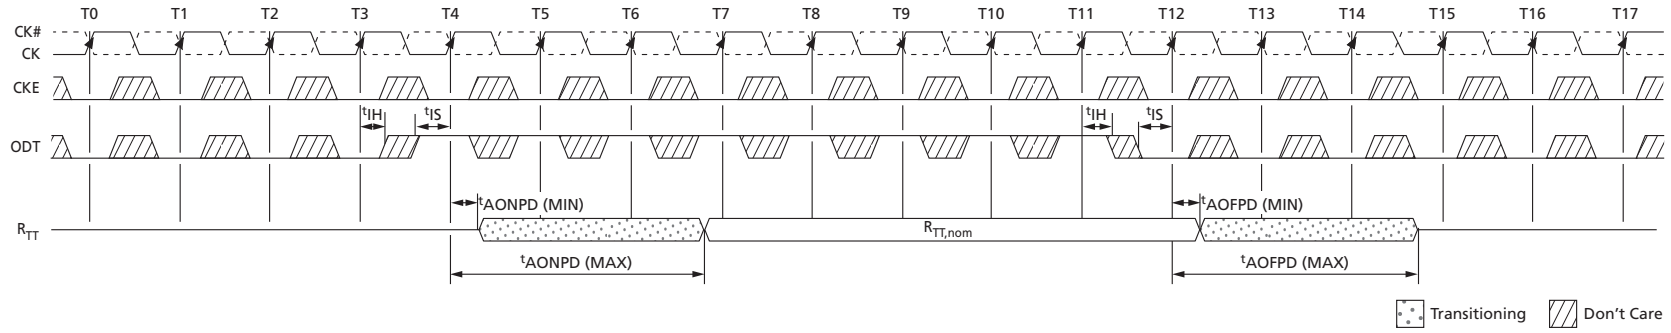 T0 T1 T2 T3 T4 T5 T6 T7 T8 T9 T10 T11 T12 T13 T14 T15 T16 T17
CK#
CK
CKE
tIH tIS tIH tIS
ODT
tAONPD (MIN) tAOFPD (MIN)
RTT RTT,nom
tAONPD (MAX) tAOFPD (MAX)
Transitioning Don't Care